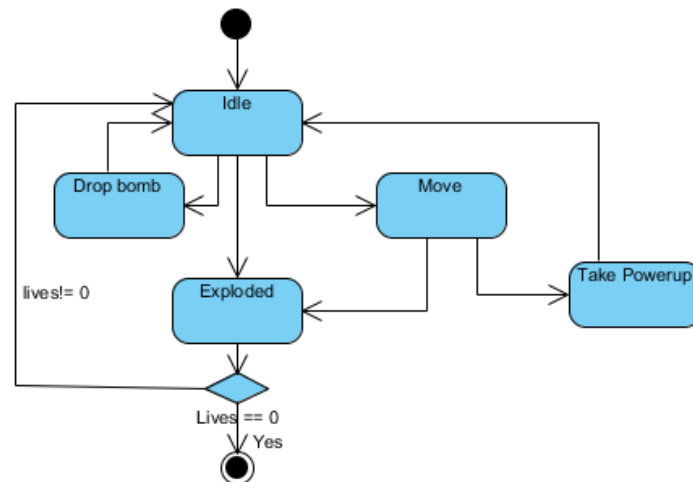 Idle
Drop bomb
Move
Take Powerup
Exploded
lives!= 0
Lives == 0
Yes